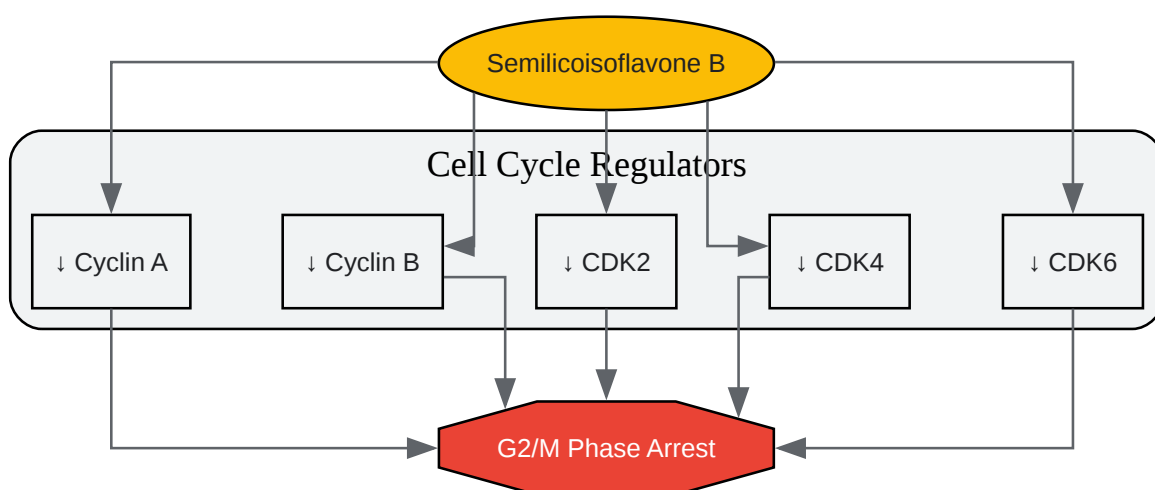 Semilicoisoflavone B
Cell Cycle Regulators
↓ Cyclin A
↓ Cyclin B
↓ CDK2
↓ CDK4
↓ CDK6
G2/M Phase Arrest